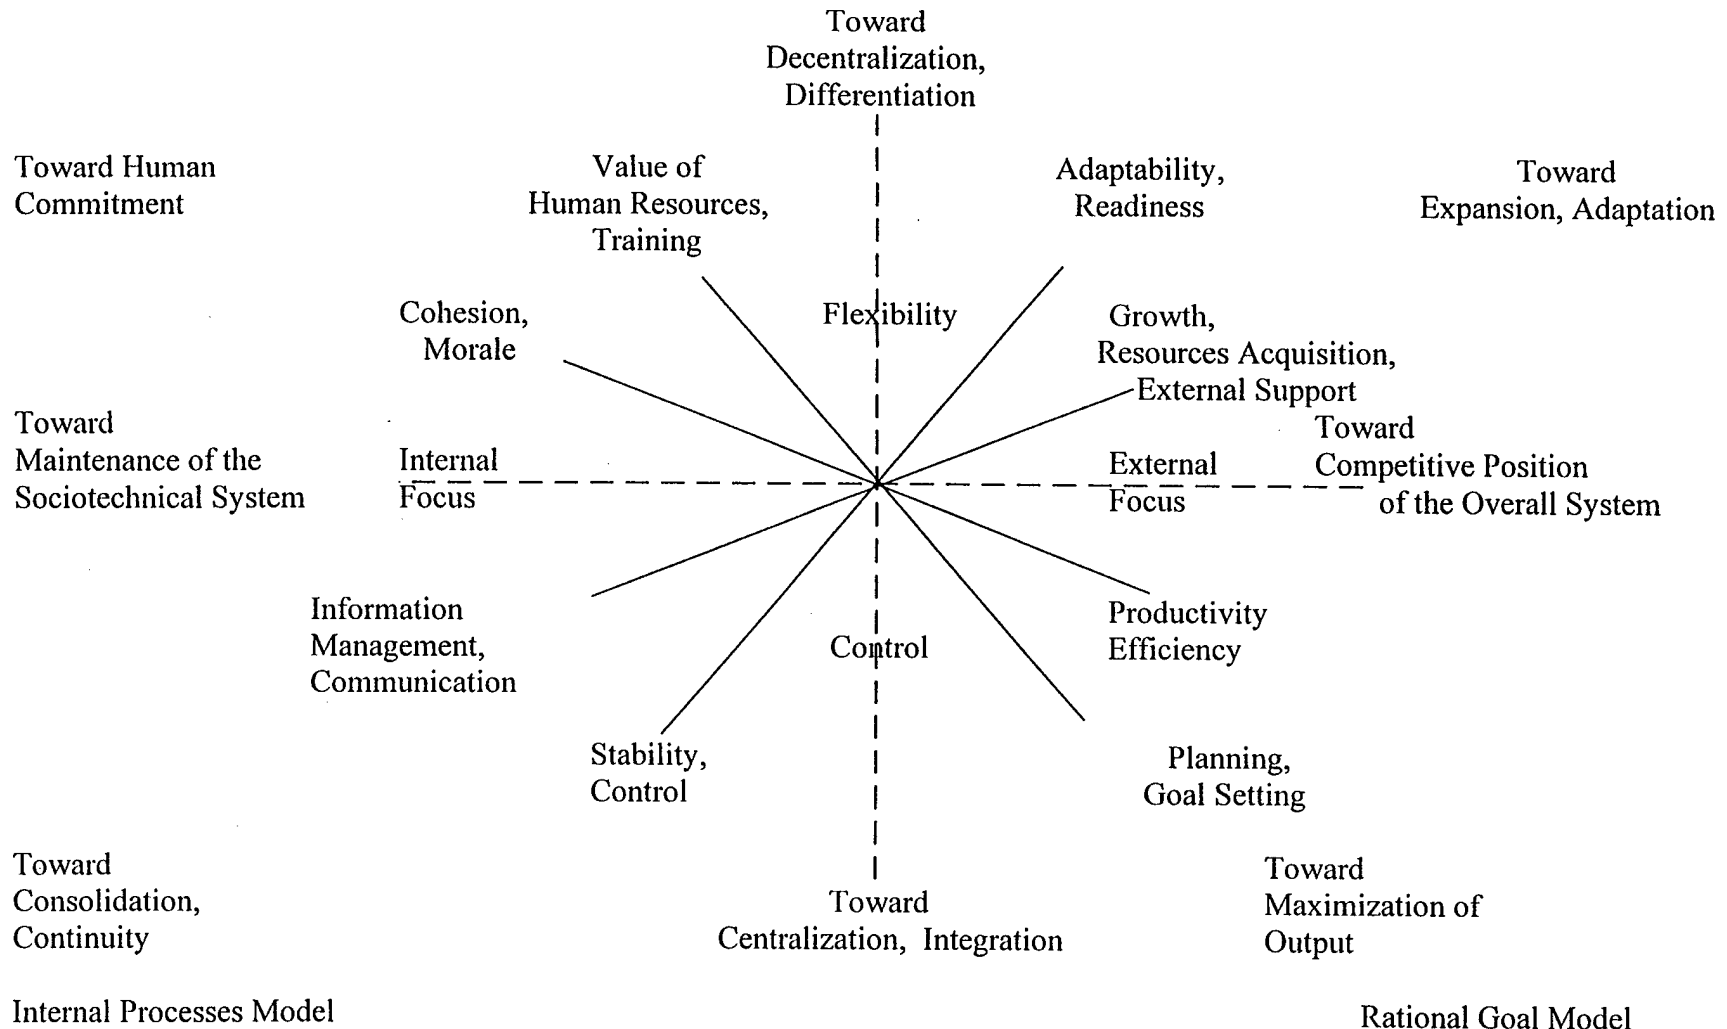 Toward
Decentralization,
Differentiation
Toward Human
Commitment
Value of
Human Resources,
Training
Adaptability,
Readiness
Toward
Expansion, Adaptation
Cohesion,
Morale
Flexibility
Growth,
Resources Acquisition,
External Support
Toward
Maintenance of the
Sociotechnical System
Internal
Focus
External
Focus
Toward
Competitive Position
of the Overall System
Information
Management,
Communication
Control
Productivity
Efficiency
Stability,
Control
Planning,
Goal Setting
Toward
Consolidation,
Continuity
Toward
Centralization, Integration
Toward
Maximization of
Output
Internal Processes Model
Rational Goal Model